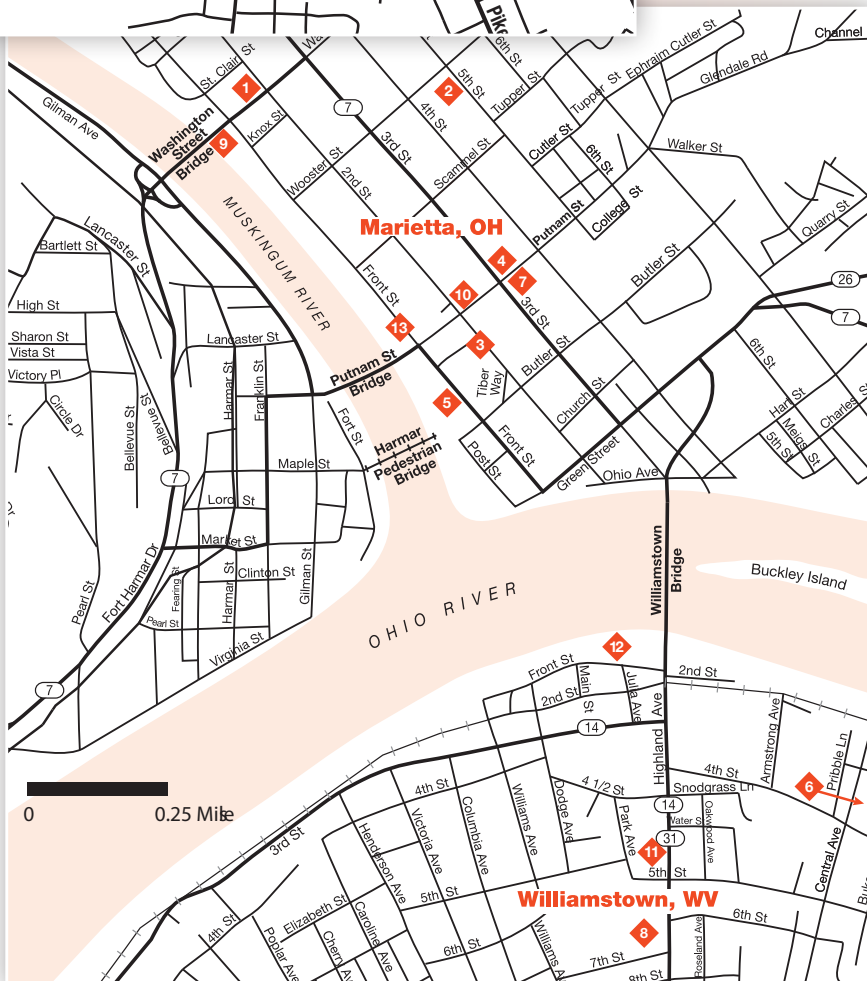 Pike
Wa
6th St
Ephraim Cutler St
Channel
St. Clair St
5th St
Tupper St
Tupper St
Glendale Rd
1
2
7
Gilman Ave
4th St
Washington
Street
Bridge
9
Knox St
3rd St
Cutler St
Walker St
Scammel St
6th St
Wooster St
2nd St
College St
MUSKINGUM RIVER
Marietta, OH
Putnam St
Quarry St
Lancaster St
Bartlett St
4
Butler St
Front St
7
26
10
High St
3rd St
7
13
Sharon St
Lancaster St
3
Vista St
Butler St
6th St
Putnam St
Bridge
Victory Pl
Tiber
Way
Harmar St
Franklin St
5
Church St
Hart St
Charles St
Circle Dr
Bellevue St
Bellevue St
Fort St
Meigs St
Harmar
Pedestrian
Bridge
Front St
Post St
5th St
Green Street
Maple St
7
Ohio Ave
Lord St
Market St
Williamstown
Bridge
Fort Harmar Dr
Clinton St
Buckley Island
Pearl St
Fearing St
Harmar St
Gilman St
OHIO RIVER
Pearl St
Virginia St
12
Front St
2nd St
Main St
Julia Ave
7
2nd St
14
Highland Ave
Armstrong Ave
Pribble Ln
4th St
4th St
4 1/2 St
Snodgrass Ln
6
0
0.25 Mile
14
Williams Ave
Dodge Ave
Park Ave
Water St
Oakwood Ave
3rd St
Henderson Ave
Victoria Ave
Columbia Ave
31
11
Central Ave
5th St
5th St
Williamstown, WV
Elizabeth St
Caroline Ave
6th St
4th St
8
Poplar Ave
Cherry Av
6th St
Williams A
Roseland Ave
7th St
8th St